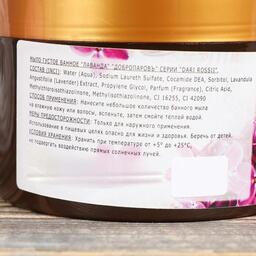 МЫЛО ГУСТОЕ БАННОЕ "ЛАВАНДА" "ДОБРОПАРОВЪ" СЕРИИ "DARI ROSSII".
СОСТАВ (INCI): Water (Aqua), Sodium Laureth Sulfate, Cocamide DEA, Sorbitol, Lavandula
Angustifolia (Lavender) Extract, Propylene Glycol, Parfum (Fragrance), Citric Acid,
Methylchloroisothiazolinone, Methylisothiazolinone, CI 16255, CI 42090
СПОСОБ ПРИМЕНЕНИЯ: Нанесите небольшое количество банного мыла
на влажную кожу или волосы, вспеньте, затем смойте тёплой водой.
МЕРЫ ПРЕДОСТОРОЖНОСТИ: Только для наружного применения.
Использование в пищевых целях опасно для жизни и здоровья. Беречь от детей.
УСЛОВИЯ ХРАНЕНИЯ: Хранить при температуре от +5° до +25°С,
не подвергать воздействию прямых солнечных лучей.